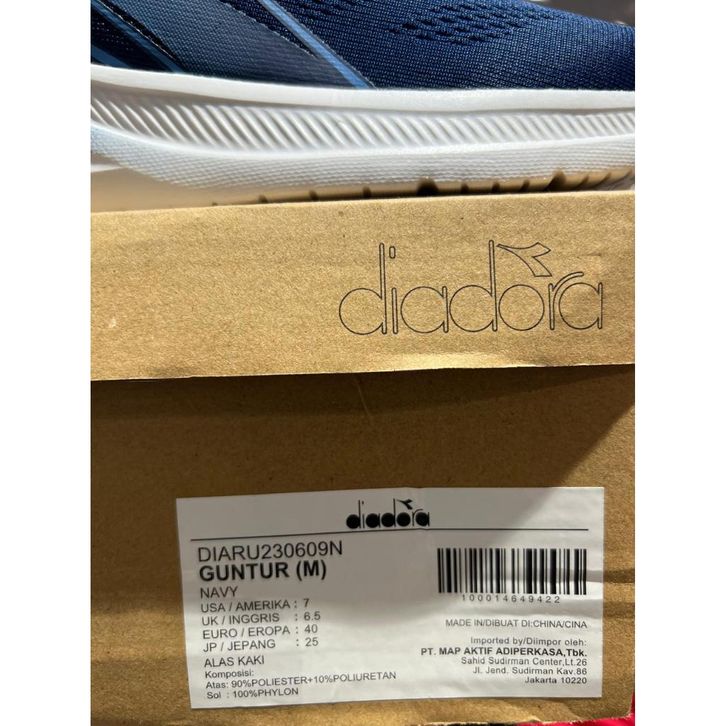 diadora
diadora
DIARU230609N
GUNTUR (M)
NAVY
USA / AMERIKA : 7
UK / INGGRIS : 6.5
EURO / EROPA : 40
JP / JEPANG : 25
ALAS KAKI
Komposisi:
Atas: 90%POLIESTER+10%POLIURETAN
Sol : 100%PHYLON
100014649422
MADE IN/DIBUAT DI:CHINA/CINA
Imported by/Diimpor oleh:
PT. MAP AKTIF ADIPERKASA,Tbk.
Sahid Sudirman Center,Lt.26
Jl. Jend. Sudirman Kav.86
Jakarta 10220